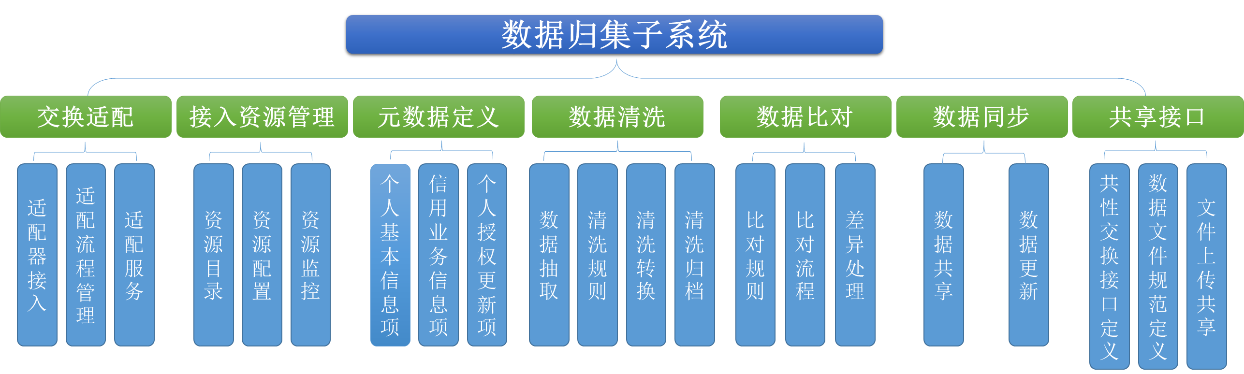 数据归集子系统
交换适配
接入资源管理
元数据定义
数据清洗
数据比对
数据同步
共享接口
适配器接入
适配流程管理
适配服务
资源目录
资源配置
资源监控
个人基本信息项
信用业务信息项
个人授权更新项
数据抽取
清洗规则
清洗转换
清洗归档
比对规则
比对流程
差异处理
数据共享
数据更新
共性交换接口定义
数据文件规范定义
文件上传共享